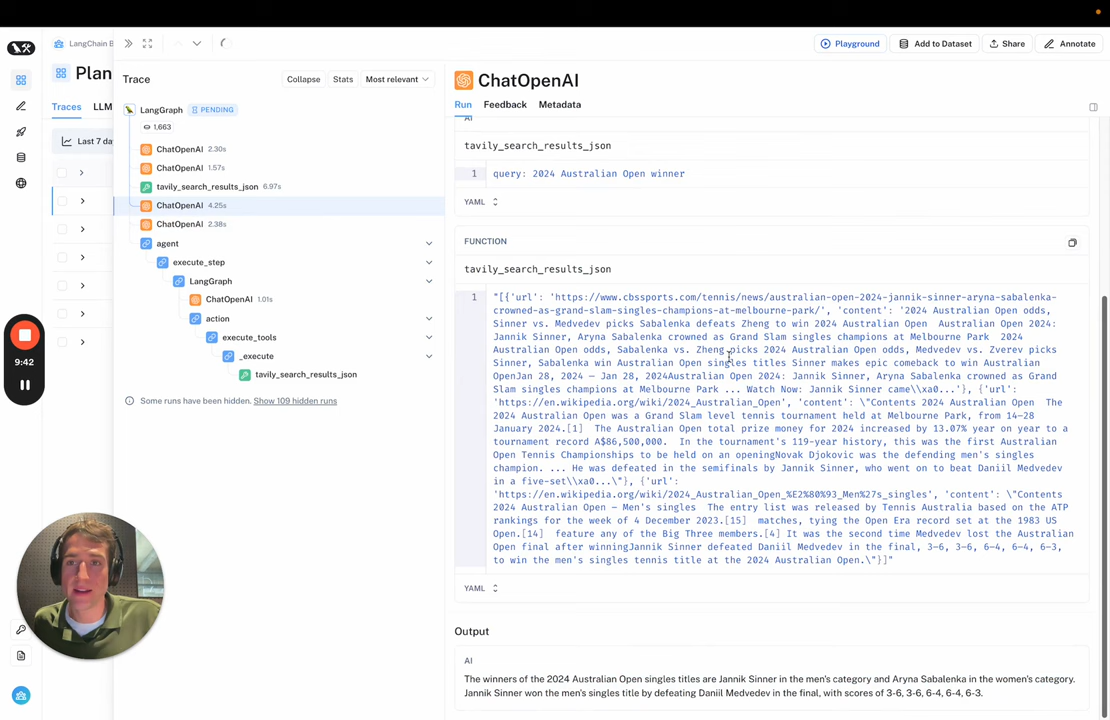 LangChain B
Plan
Traces LLM
Last 7 da
9:42
Playground
Add to Dataset
Share
Annotate
Trace
Collapse
Stats
Most relevant
LangGraph PENDING
1,663
ChatOpenAI 2.30s
ChatOpenAI 1.57s
tavily_search_results_json 6.97s
ChatOpenAI 4.25s
ChatOpenAI 2.38s
agent
execute_step
LangGraph
ChatOpenAI 1.01s
action
execute_tools
_execute
tavily_search_results_json
Some runs have been hidden. Show 109 hidden runs
ChatOpenAI
Run Feedback Metadata
AI
tavily_search_results_json
1 query: 2024 Australian Open winner
YAML
FUNCTION
tavily_search_results_json
1 "[{'url': 'https://www.cbssports.com/tennis/news/australian-open-2024-jannik-sinner-aryna-sabalenka-
crowned-as-grand-slam-singles-champions-at-melbourne-park/', 'content': '2024 Australian Open odds,
Sinner vs. Medvedev picks Sabalenka defeats Zheng to win 2024 Australian Open Australian Open 2024:
Jannik Sinner, Aryna Sabalenka crowned as Grand Slam singles champions at Melbourne Park 2024
Australian Open odds, Sabalenka vs. Zheng picks 2024 Australian Open odds, Medvedev vs. Zverev picks
Sinner, Sabalenka win Australian Open singles titles Sinner makes epic comeback to win Australian
OpenJan 28, 2024 — Jan 28, 2024Australian Open 2024: Jannik Sinner, Aryna Sabalenka crowned as Grand
Slam singles champions at Melbourne Park ... Watch Now: Jannik Sinner came\\xa0...'}, {'url':
'https://en.wikipedia.org/wiki/2024_Australian_Open', 'content': \"Contents 2024 Australian Open The
2024 Australian Open was a Grand Slam level tennis tournament held at Melbourne Park, from 14–28
January 2024.[1] The Australian Open total prize money for 2024 increased by 13.07% year on year to a
tournament record A$86,500,000. In the tournament's 119-year history, this was the first Australian
Open Tennis Championships to be held on an openingNovak Djokovic was the defending men's singles
champion. ... He was defeated in the semifinals by Jannik Sinner, who went on to beat Daniil Medvedev
in a five-set\\xa0...\"}, {'url':
'https://en.wikipedia.org/wiki/2024_Australian_Open_%E2%80%93_Men%27s_singles', 'content': \"Contents
2024 Australian Open – Men's singles The entry list was released by Tennis Australia based on the ATP
rankings for the week of 4 December 2023.[15] matches, tying the Open Era record set at the 1983 US
Open.[14] feature any of the Big Three members.[4] It was the second time Medvedev lost the Australian
Open final after winningJannik Sinner defeated Daniil Medvedev in the final, 3–6, 3–6, 6–4, 6–4, 6–3,
to win the men's singles tennis title at the 2024 Australian Open.\"}]"
YAML
Output
AI
The winners of the 2024 Australian Open singles titles are Jannik Sinner in the men's category and Aryna Sabalenka in the women's category.
Jannik Sinner won the men's singles title by defeating Daniil Medvedev in the final, with scores of 3-6, 3-6, 6-4, 6-4, 6-3.